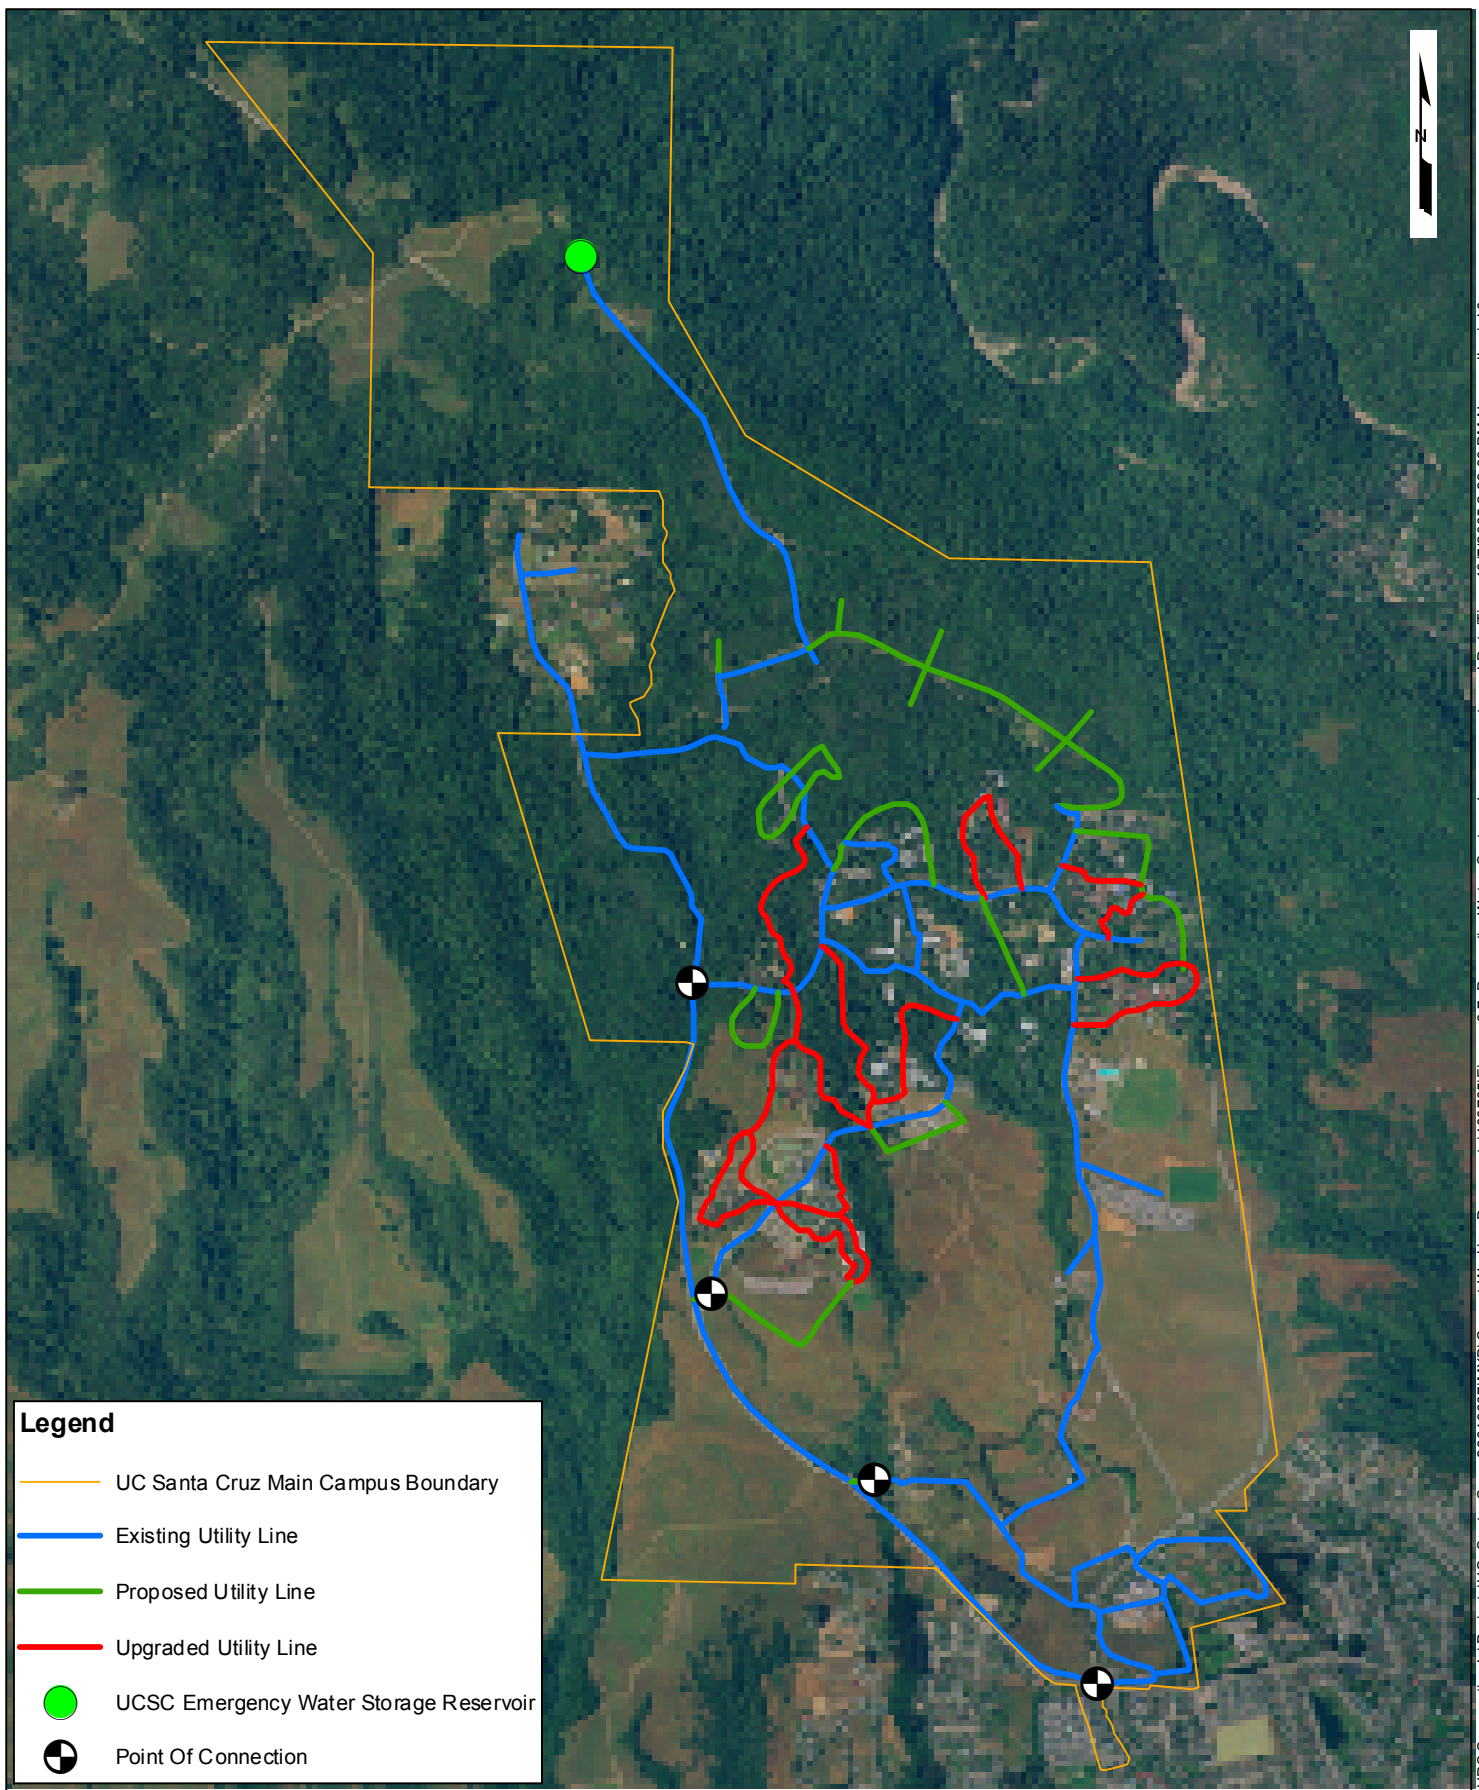 N
Legend
UC Santa Cruz Main Campus Boundary
Existing Utility Line
Proposed Utility Line
Upgraded Utility Line
UCSC Emergency Water Storage Reservoir
Point Of Connection